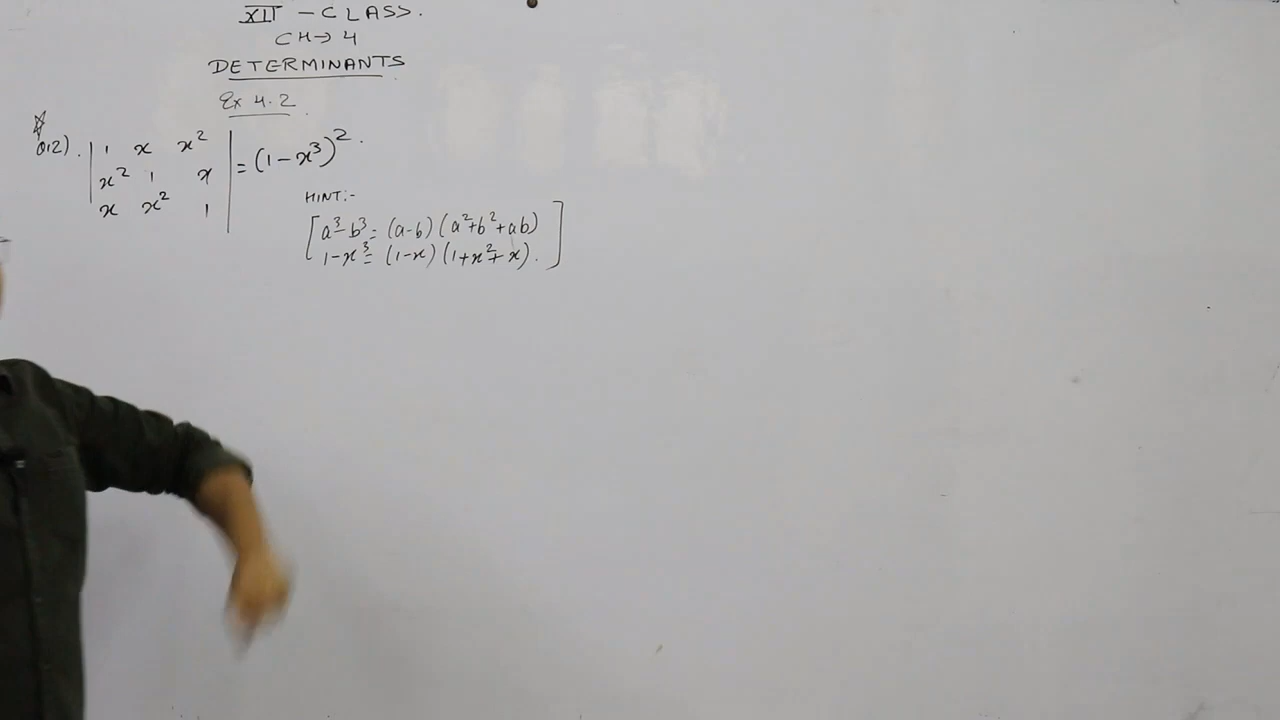 XII - CLASS.
CH→ 4
DETERMINANTS
Ex 4.2
☆
Q12). | 1 x x² | = (1-x³)².
| x² 1 x |
| x x² 1 |
HINT:-
[ a³-b³ = (a-b) (a²+b²+ab)
1-x³ = (1-x) (1+x²+x). ]